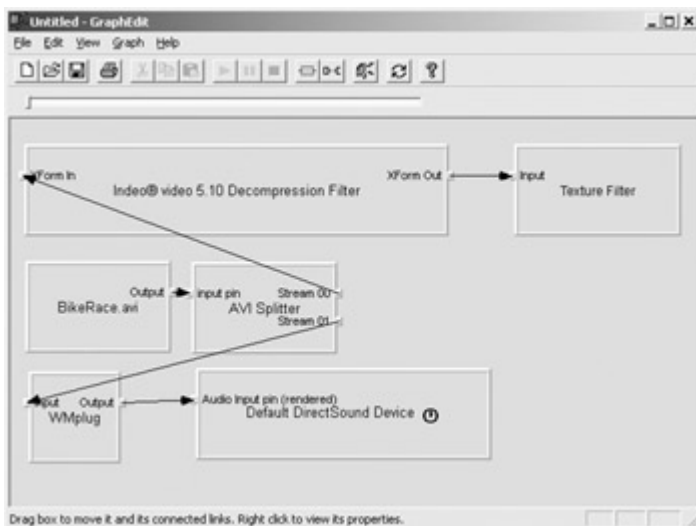 Untitled - GraphEdit
File Edit View Graph Help
XForm In
XForm Out
Indeo® video 5.10 Decompression Filter
Input
Texture Filter
Output
BikeRace.avi
input pin
Stream 00
AVI Splitter
Stream 01
Input
Output
WMplug
Audio Input pin (rendered)
Default DirectSound Device
Drag box to move it and its connected links. Right click to view its properties.